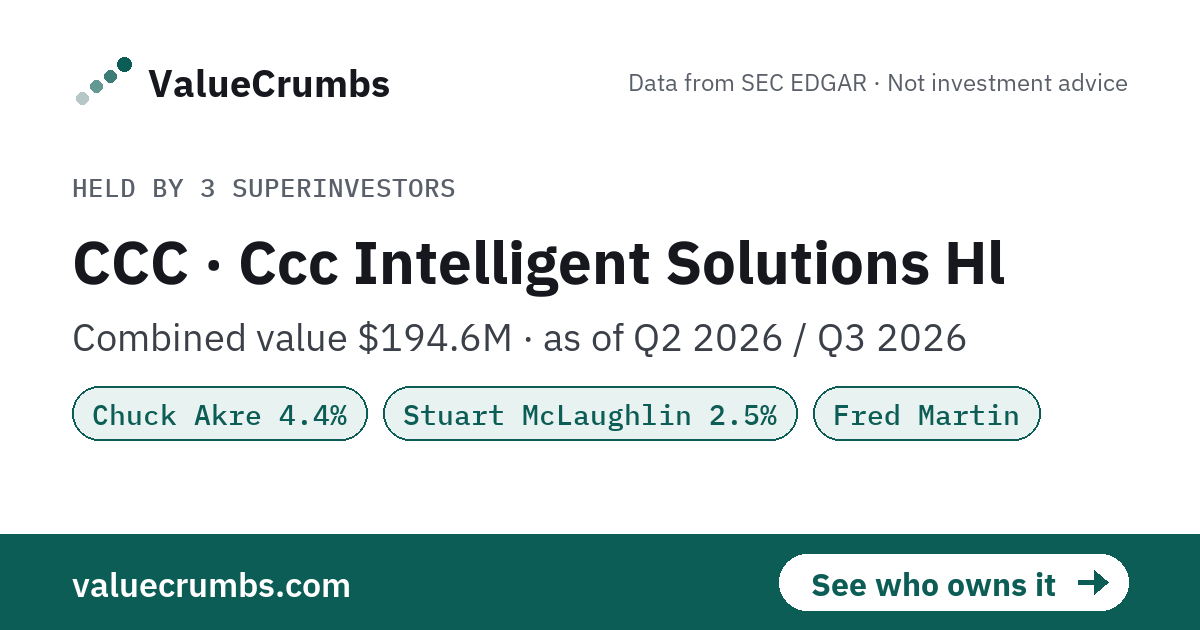 ValueCrumbs
Data from SEC EDGAR · Not investment advice
HELD BY 3 SUPERINVESTORS
CCC · Ccc Intelligent Solutions Hl
Combined value $194.6M · as of Q2 2026 / Q3 2026
Chuck Akre 4.4% Stuart McLaughlin 2.5% Fred Martin
valuecrumbs.com
See who owns it →